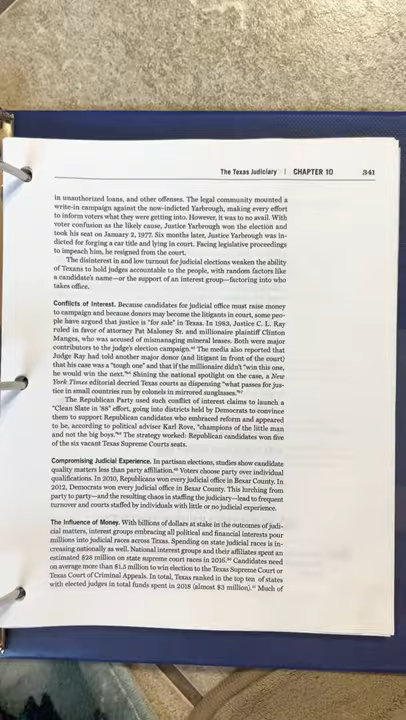 The Texas Judiciary | CHAPTER 10 341
in unauthorized loans, and other offenses. The legal community mounted a
write-in campaign against the now-indicted Yarbrough, making every effort
to inform voters what they were getting into. However, it was to no avail. With
voter confusion as the likely cause, Justice Yarbrough won the election and
took his seat on January 2, 1977. Six months later, Justice Yarbrough was in-
dicted for forging a car title and lying in court. Facing legislative proceedings
to impeach him, he resigned from the court.
The disinterest in and low turnout for judicial elections weaken the ability
of Texans to hold judges accountable to the people, with random factors like
a candidate's name—or the support of an interest group—factoring into who
takes office.
Conflicts of Interest. Because candidates for judicial office must raise money
to campaign and because donors may be litigants in court, some peo-
ple have argued that justice is "for sale" in Texas. In 1983, Justice C. L. Ray
ruled in favor of attorney Pat Maloney Sr. and millionaire plaintiff Clinton
Manges, who was accused of mismanaging mineral leases. Both were major
contributors to the judge's election campaign. The media also reported that
Judge Ray had told another major donor (and litigant in front of the court)
that his case was a "tough one" and that if the millionaire didn't "win this one,
he would win the next." Shining the national spotlight on the case, a New
York Times editorial decried Texas courts as dispensing "what passes for jus-
tice in small countries run by colonels in mirrored sunglasses."
The Republican Party used such conflict of interest claims to launch a
"Clean Slate in '88" effort, going into districts held by Democrats to convince
them to support Republican candidates who embraced reform and appeared
to be, according to political adviser Karl Rove, "champions of the little man
and not the big boys." The strategy worked: Republican candidates won five
of the six vacant Texas Supreme Courts seats.
Compromising Judicial Experience. In partisan elections, studies show candidate
quality matters less than party affiliation. Voters choose party over individual
qualifications. In 2010, Republicans won every judicial office in Bexar County. In
2012, Democrats won every judicial office in Bexar County. This lurching from
party to party—and the resulting chaos in staffing the judiciary—lead to frequent
turnover and courts staffed by individuals with little or no judicial experience.
The Influence of Money. With billions of dollars at stake in the outcomes of judi-
cial matters, interest groups embracing all political and financial interests pour
millions into judicial races across Texas. Spending on state judicial races is in-
creasing nationally as well. National interest groups and their affiliates spent an
estimated $28 million on state supreme court races in 2016. Candidates need
on average more than $1.5 million to win election to the Texas Supreme Court or
Texas Court of Criminal Appeals. In total, Texas ranked in the top ten of states
with elected judges in total funds spent in 2018 (almost $3 million). Much of